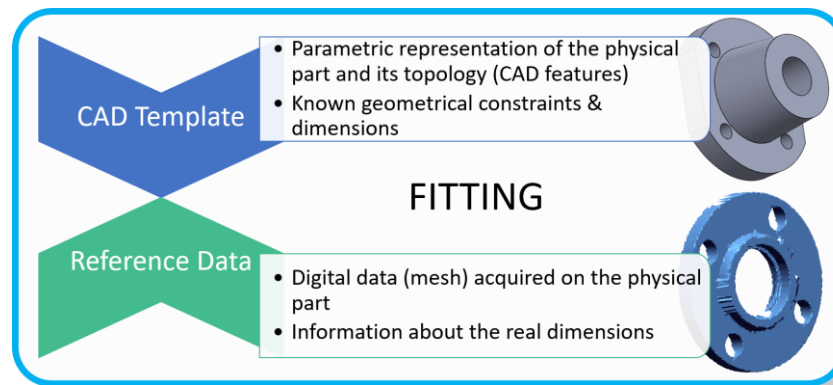 • Parametric representation of the physical
part and its topology (CAD features)
CAD Template
• Known geometrical constraints &
dimensions
FITTING
Reference Data
• Digital data (mesh) acquired on the physical
part
• Information about the real dimensions